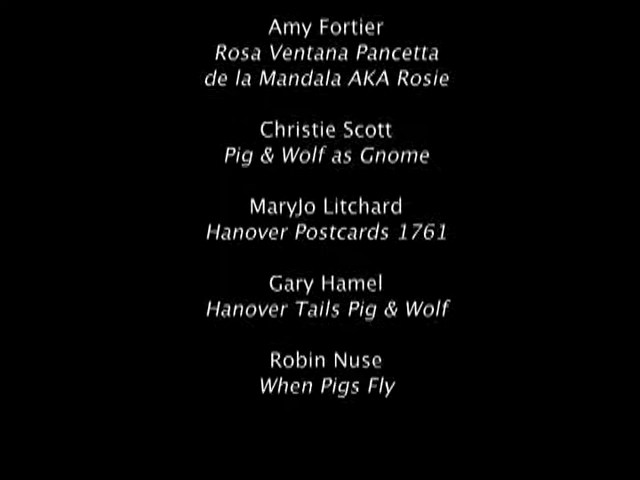 Amy Fortier
Rosa Ventana Pancetta
de la Mandala AKA Rosie
Christie Scott
Pig & Wolf as Gnome
MaryJo Litchard
Hanover Postcards 1761
Gary Hamel
Hanover Tails Pig & Wolf
Robin Nuse
When Pigs Fly